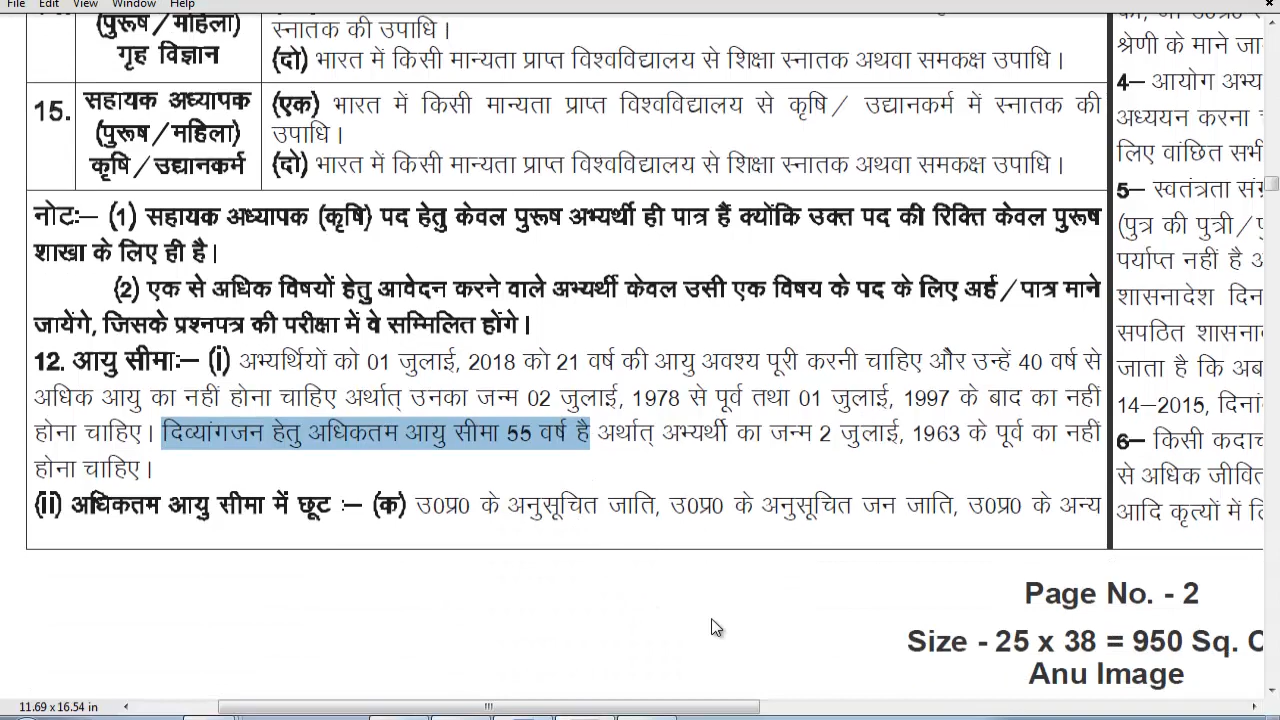 File Edit View Window Help
(पुरूष/महिला)
गृह विज्ञान
स्नातक की उपाधि।
(दो) भारत में किसी मान्यता प्राप्त विश्वविद्यालय से शिक्षा स्नातक अथवा समकक्ष उपाधि।
15.
सहायक अध्यापक
(पुरूष/महिला)
कृषि/उद्यानकर्म
(एक) भारत में किसी मान्यता प्राप्त विश्वविद्यालय से कृषि/ उद्यानकर्म में स्नातक की
उपाधि।
(दो) भारत में किसी मान्यता प्राप्त विश्वविद्यालय से शिक्षा स्नातक अथवा समकक्ष उपाधि।
नोटः– (1) सहायक अध्यापक (कृषि) पद हेतु केवल पुरूष अभ्यर्थी ही पात्र हैं क्योंकि उक्त पद की रिक्ति केवल पुरूष
शाखा के लिए ही है।
(2) एक से अधिक विषयों हेतु आवेदन करने वाले अभ्यर्थी केवल उसी एक विषय के पद के लिए अर्ह/पात्र माने
जायेंगे, जिसके प्रश्नपत्र की परीक्षा में वे सम्मिलित होंगे।
12. आयु सीमाः– (i) अभ्यर्थियों को 01 जुलाई, 2018 को 21 वर्ष की आयु अवश्य पूरी करनी चाहिए और उन्हें 40 वर्ष से
अधिक आयु का नहीं होना चाहिए अर्थात् उनका जन्म 02 जुलाई, 1978 से पूर्व तथा 01 जुलाई, 1997 के बाद का नहीं
होना चाहिए। दिव्यांगजन हेतु अधिकतम आयु सीमा 55 वर्ष है अर्थात् अभ्यर्थी का जन्म 2 जुलाई, 1963 के पूर्व का नहीं
होना चाहिए।
(ii) अधिकतम आयु सीमा में छूट :– (क) उ0प्र0 के अनुसूचित जाति, उ0प्र0 के अनुसूचित जन जाति, उ0प्र0 के अन्य
श्रेणी के माने
4– आयोग
अध्ययन करना
लिए वांछित
5– स्वतंत्रता
(पुत्र की पुत्री/
पर्याप्त नहीं है
शासनादेश
सपठित
जाता है कि अब
14–2015,
6– किसी
से अधिक
आदि कृत्यों में
Page No. - 2
Size - 25 x 38 = 950 Sq.
Anu Image
11.69 x 16.54 in